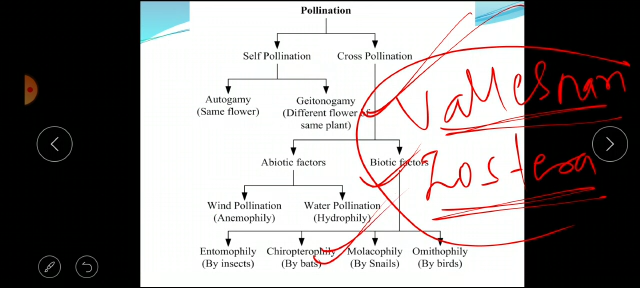 Pollination
Self Pollination Cross Pollination
Autogamy Geitonogamy
(Same flower) (Different flower of
same plant)
Vallesnari
Abiotic factors Biotic factors
Zostera
Wind Pollination Water Pollination
(Anemophily) (Hydrophily)
Entomophily Chiropterophily Molacophily Ornithophily
(By insects) (By bats) (By Snails) (By birds)